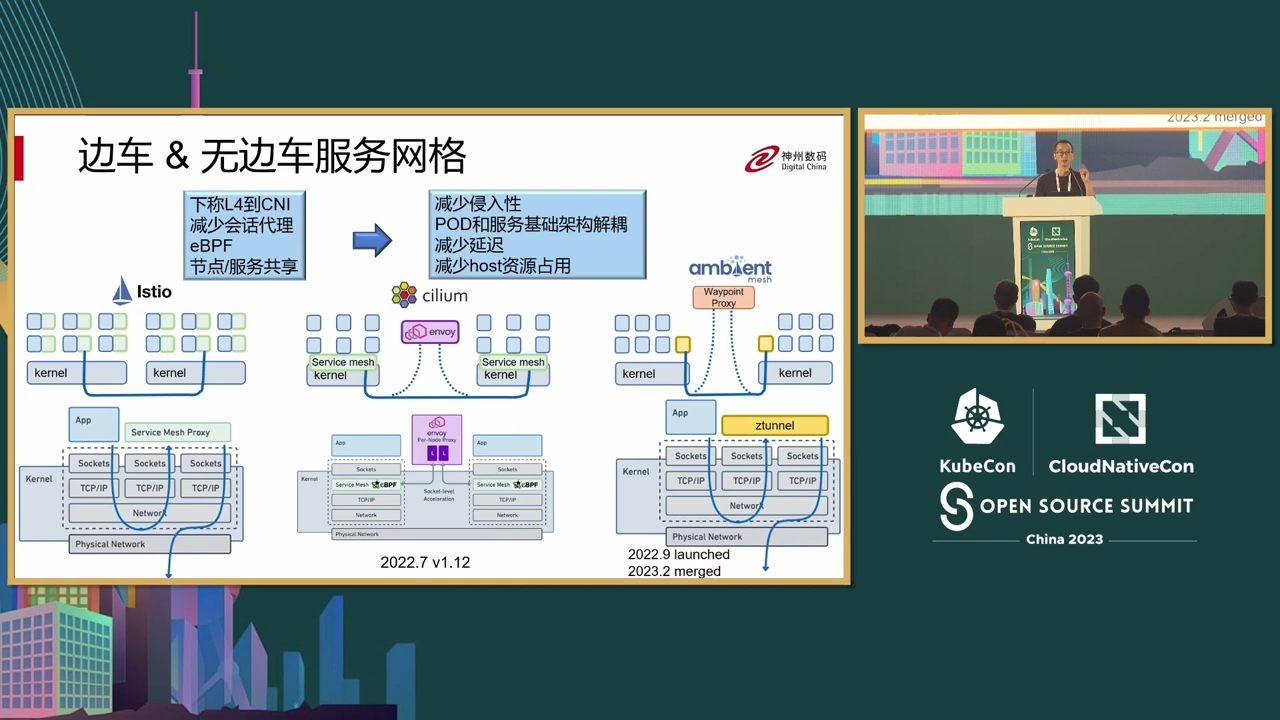 边车 & 无边车服务网格
神州数码
Digital China
下称L4到CNI
减少会话代理
eBPF
节点/服务共享
减少侵入性
POD和服务基础架构解耦
减少延迟
减少host资源占用
Istio
kernel
kernel
App
Service Mesh Proxy
Kernel
Sockets
Sockets
Sockets
TCP/IP
TCP/IP
TCP/IP
Network
Physical Network
cilium
envoy
Service mesh
kernel
Service mesh
kernel
envoy
Per-Node Proxy
App
App
Kernel
Sockets
Service Mesh eBPF
TCP/IP
Network
Socket-level
Acceleration
Sockets
Service Mesh eBPF
TCP/IP
Network
Physical Network
2022.7 v1.12
ambient
mesh
Waypoint
Proxy
kernel
kernel
App
ztunnel
Kernel
Sockets
Sockets
Sockets
TCP/IP
TCP/IP
TCP/IP
Network
Physical Network
2022.9 launched
2023.2 merged
2023.2 merged
KubeCon
CloudNativeCon
OPEN SOURCE SUMMIT
China 2023